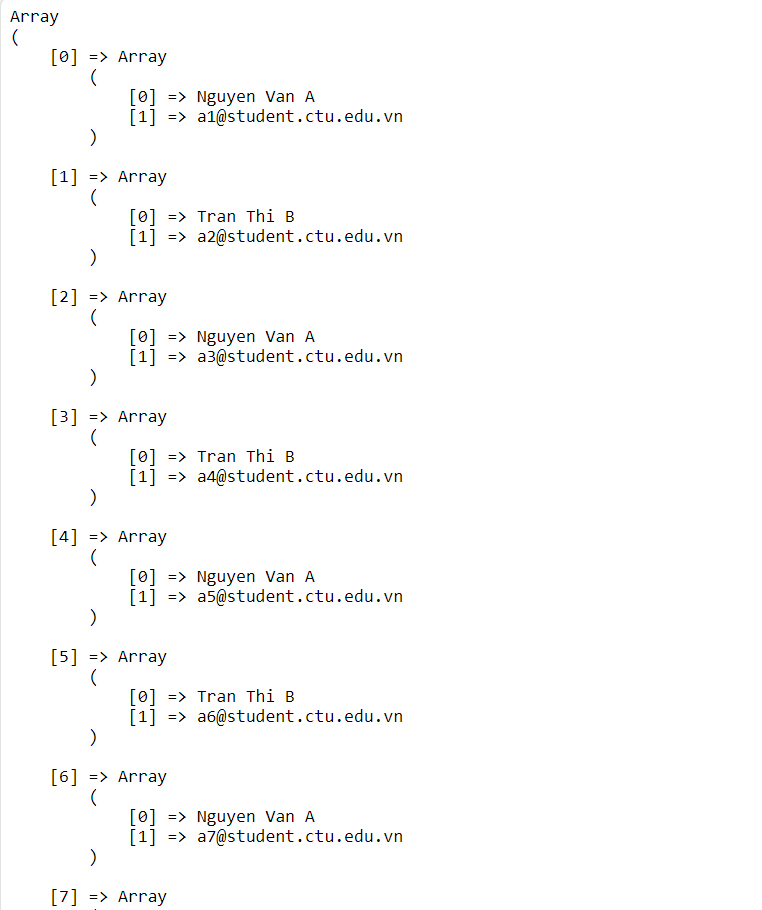 Array
(
    [0] => Array
        (
            [0] => Nguyen Van A
            [1] => a1@student.ctu.edu.vn
        )

    [1] => Array
        (
            [0] => Tran Thi B
            [1] => a2@student.ctu.edu.vn
        )

    [2] => Array
        (
            [0] => Nguyen Van A
            [1] => a3@student.ctu.edu.vn
        )

    [3] => Array
        (
            [0] => Tran Thi B
            [1] => a4@student.ctu.edu.vn
        )

    [4] => Array
        (
            [0] => Nguyen Van A
            [1] => a5@student.ctu.edu.vn
        )

    [5] => Array
        (
            [0] => Tran Thi B
            [1] => a6@student.ctu.edu.vn
        )

    [6] => Array
        (
            [0] => Nguyen Van A
            [1] => a7@student.ctu.edu.vn
        )

    [7] => Array